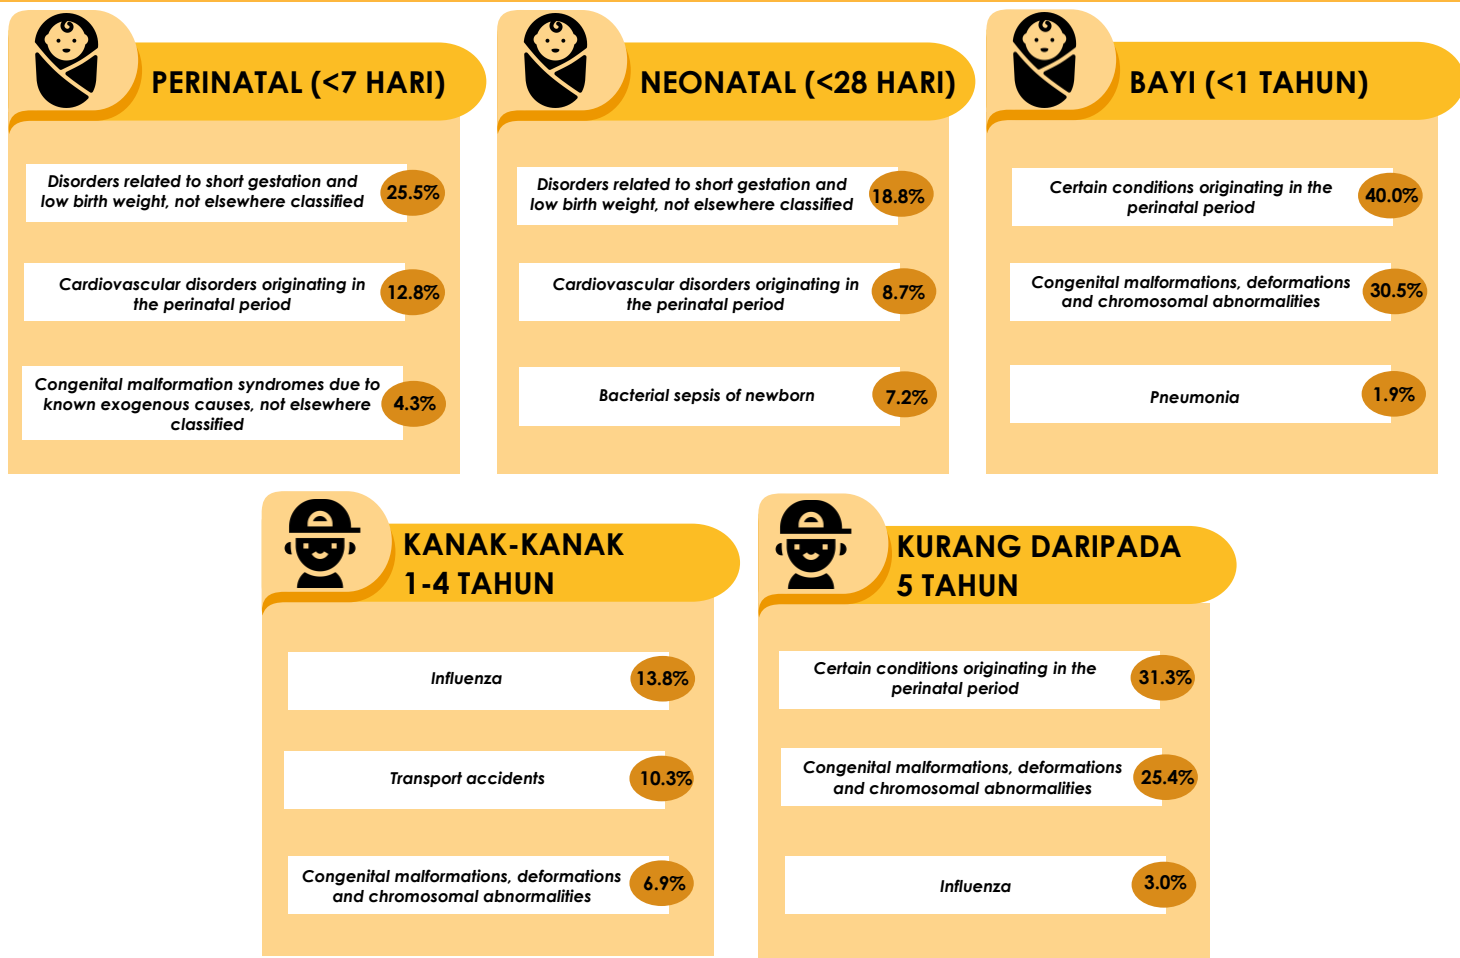 PERINATAL (<7 HARI)
Disorders related to short gestation and
low birth weight, not elsewhere classified
25.5%
Cardiovascular disorders originating in
the perinatal period
12.8%
Congenital malformation syndromes due to
known exogenous causes, not elsewhere
classified
4.3%
NEONATAL (<28 HARI)
Disorders related to short gestation and
low birth weight, not elsewhere classified
18.8%
Cardiovascular disorders originating in
the perinatal period
8.7%
Bacterial sepsis of newborn
7.2%
BAYI (<1 TAHUN)
Certain conditions originating in the
perinatal period
40.0%
Congenital malformations, deformations
and chromosomal abnormalities
30.5%
Pneumonia
1.9%
KANAK-KANAK
1-4 TAHUN
Influenza
13.8%
Transport accidents
10.3%
Congenital malformations, deformations
and chromosomal abnormalities
6.9%
KURANG DARIPADA
5 TAHUN
Certain conditions originating in the
perinatal period
31.3%
Congenital malformations, deformations
and chromosomal abnormalities
25.4%
Influenza
3.0%